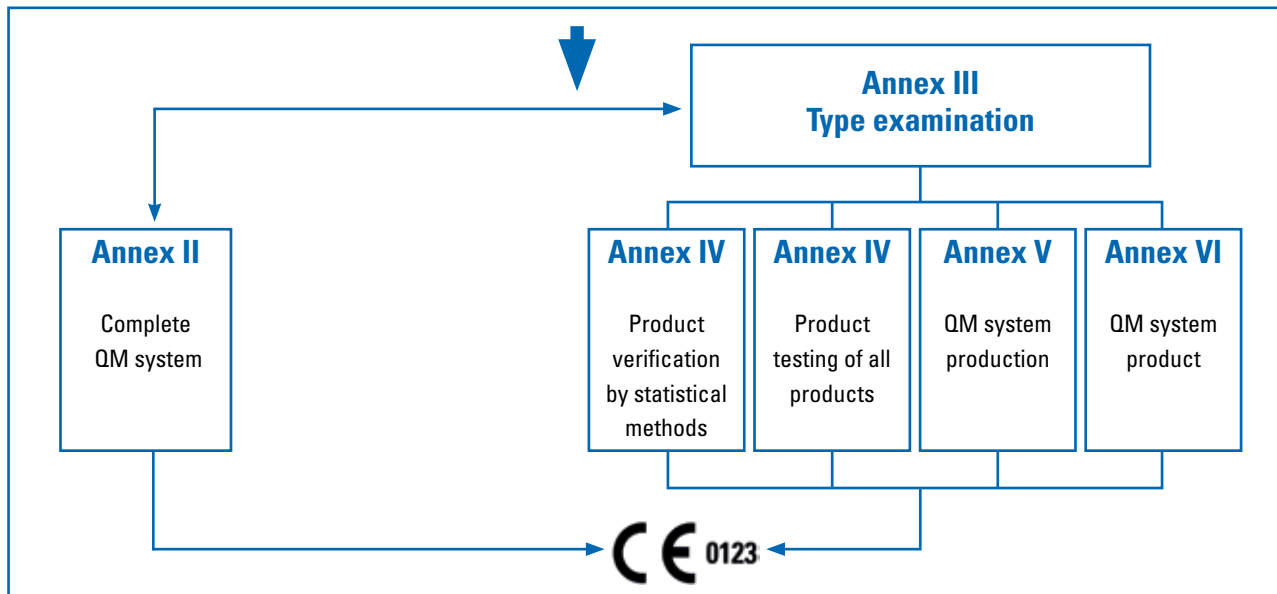 Annex III
Type examination
Annex II
Complete
QM system
Annex IV
Product
verification
by statistical
methods
Annex IV
Product
testing of all
products
Annex V
QM system
production
Annex VI
QM system
product
CE 0123